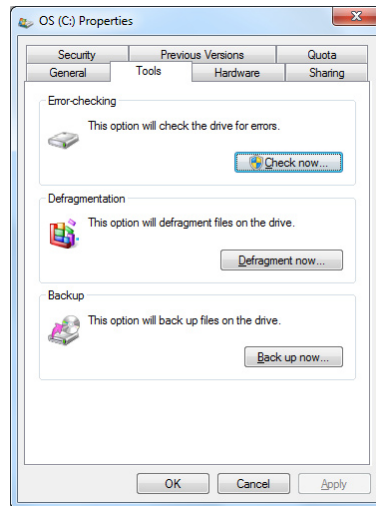 OS (C:) Properties
Security Previous Versions Quota
General Tools Hardware Sharing
Error-checking
This option will check the drive for errors.
Check now...
Defragmentation
This option will defragment files on the drive.
Defragment now...
Backup
This option will back up files on the drive.
Back up now...
OK Cancel Apply